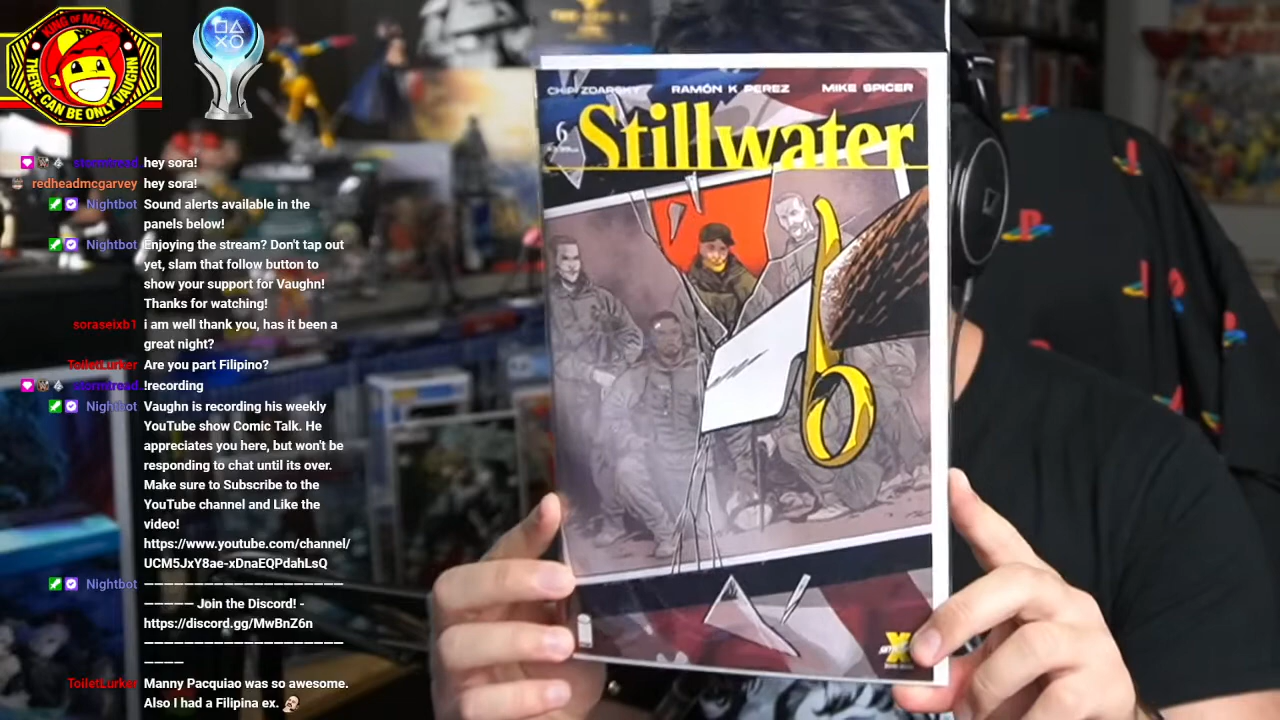 KING OF MARK
THERE CAN BE ONLY VAUGHN
stormtread hey sora!
redheadmcgarvey hey sora!
Nightbot Sound alerts available in the
panels below!
Nightbot Enjoying the stream? Don't tap out
yet, slam that follow button to
show your support for Vaughn!
Thanks for watching!
soraseixb1 i am well thank you, has it been a
great night?
ToiletLurker Are you part Filipino?
!recording
Nightbot Vaughn is recording his weekly
YouTube show Comic Talk. He
appreciates you here, but won't be
responding to chat until its over.
Make sure to Subscribe to the
YouTube channel and Like the
video!
https://www.youtube.com/channel/
UCM5JxY8ae-xDnaEQPdahLsQ
Nightbot ————————————————————
————— Join the Discord! -
https://discord.gg/MwBnZ6n
————————————————————
————
ToiletLurker Manny Pacquiao was so awesome.
Also I had a Filipina ex.
CHIP ZDARSKY RAMÓN K PEREZ MIKE SPICER
6
Stillwater